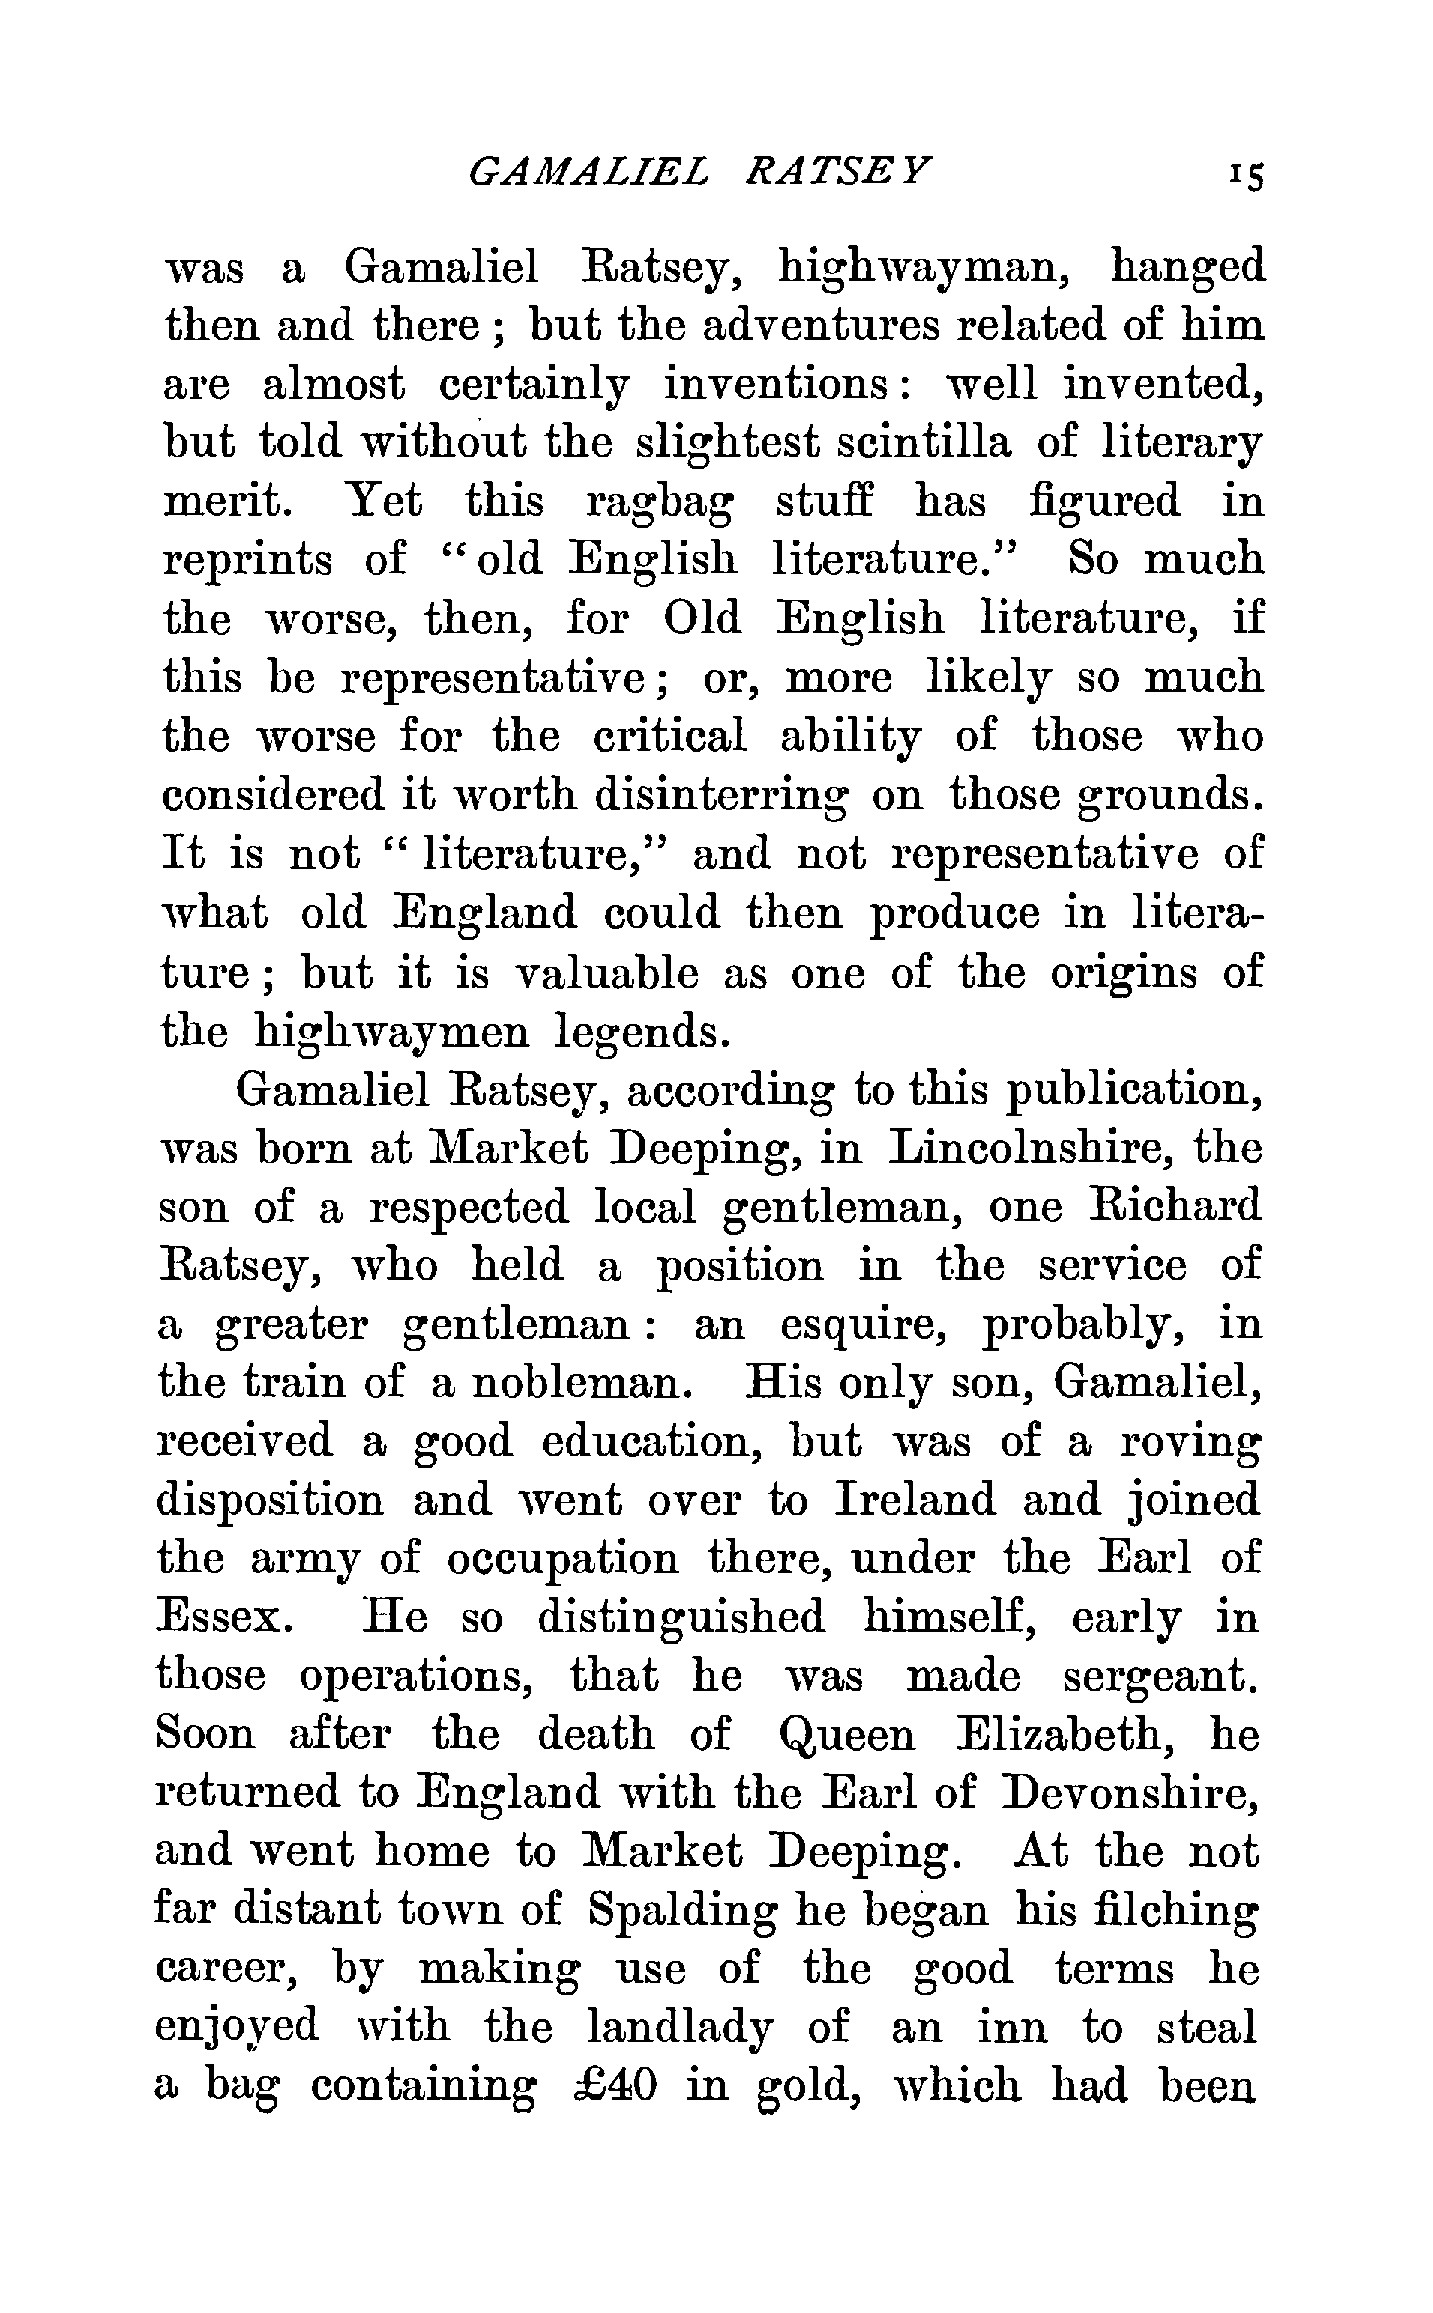 GAMALIEL RATSEY 15
was a Gamaliel Ratsey, highwayman, hanged
then and there ; but the adventures related of him
are almost certainly inventions : well invented,
but told without the slightest scintilla of literary
merit. Yet this ragbag stuff has figured in
reprints of “ old English literature.” So much
the worse, then, for Old English literature, if
this be representative ; or, more likely so much
the worse for the critical ability of those who
considered it worth disinterring on those grounds.
It is not “ literature,” and not representative of
what old England could then produce in litera-
ture ; but it is valuable as one of the origins of
the highwaymen legends.
Gamaliel Ratsey, according to this publication,
was born at Market Deeping, in Lincolnshire, the
son of a respected local gentleman, one Richard
Ratsey, who held a position in the service of
a greater gentleman : an esquire, probably, in
the train of a nobleman. His only son, Gamaliel,
received a good education, but was of a roving
disposition and went over to Ireland and joined
the army of occupation there, under the Earl of
Essex. He so distinguished himself, early in
those operations, that he was made sergeant.
Soon after the death of Queen Elizabeth, he
returned to England with the Earl of Devonshire,
and went home to Market Deeping. At the not
far distant town of Spalding he began his filching
career, by making use of the good terms he
enjoyed with the landlady of an inn to steal
a bag containing £40 in gold, which had been